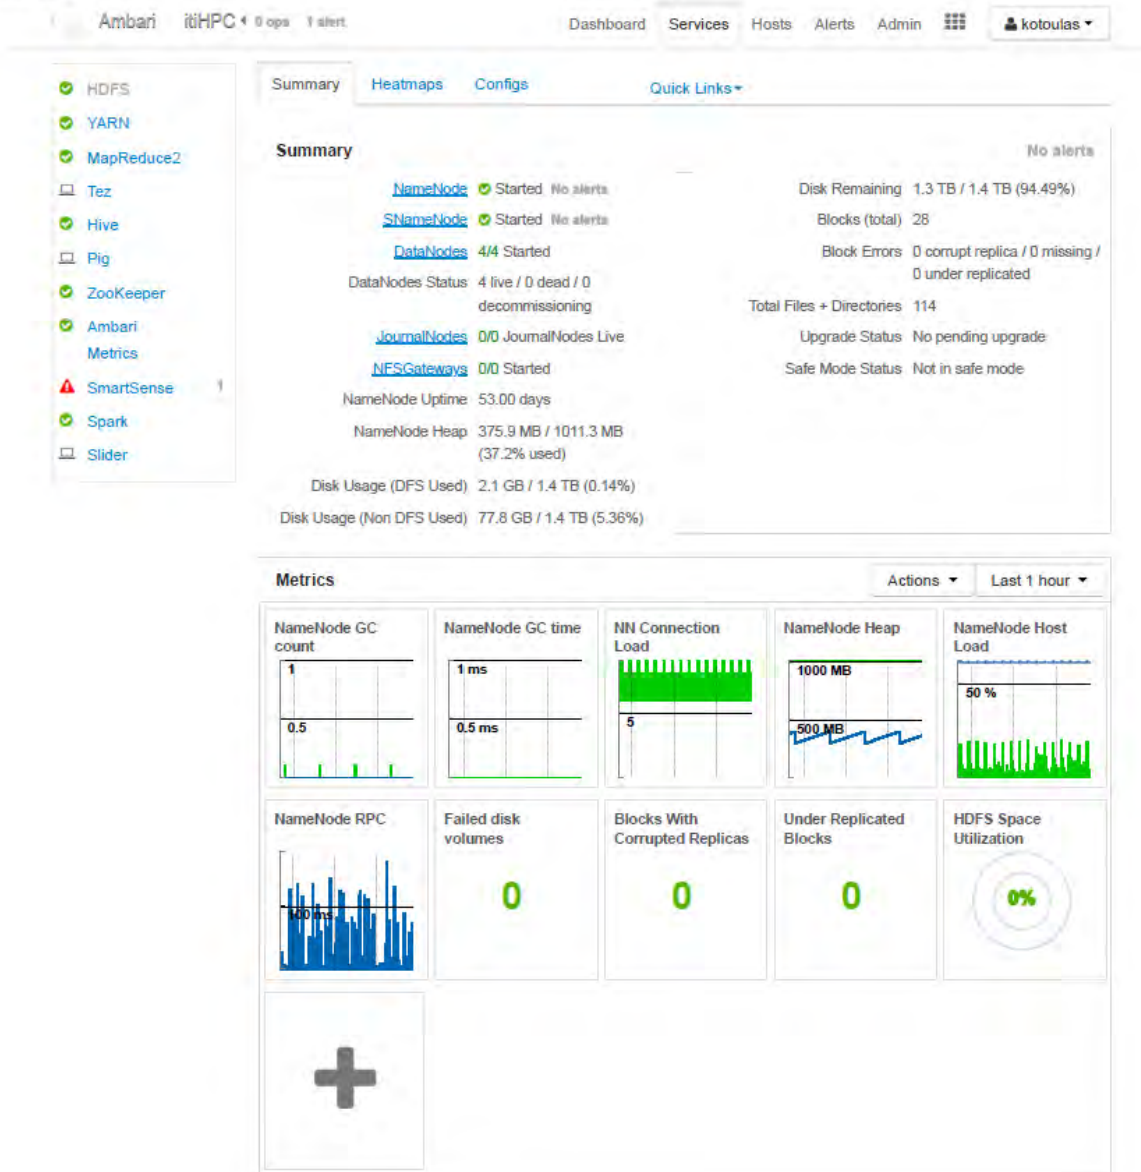 Ambari itiHPC 0 ops 1 alert Dashboard Services Hosts Alerts Admin kotoulas
HDFS
YARN
MapReduce2
Tez
Hive
Pig
ZooKeeper
Ambari
Metrics
SmartSense 1
Spark
Slider
Summary Heatmaps Configs Quick Links
Summary No alerts
NameNode Started No alerts
SNameNode Started No alerts
DataNodes 4/4 Started
DataNodes Status 4 live / 0 dead / 0
decommissioning
JournalNodes 0/0 JournalNodes Live
NFSGateways 0/0 Started
NameNode Uptime 53.00 days
NameNode Heap 375.9 MB / 1011.3 MB
(37.2% used)
Disk Usage (DFS Used) 2.1 GB / 1.4 TB (0.14%)
Disk Usage (Non DFS Used) 77.8 GB / 1.4 TB (5.36%)
Disk Remaining 1.3 TB / 1.4 TB (94.49%)
Blocks (total) 28
Block Errors 0 corrupt replica / 0 missing /
0 under replicated
Total Files + Directories 114
Upgrade Status No pending upgrade
Safe Mode Status Not in safe mode
Metrics Actions Last 1 hour
NameNode GC
count
1
0.5
NameNode GC time
1 ms
0.5 ms
NN Connection
Load
5
NameNode Heap
1000 MB
500 MB
NameNode Host
Load
50 %
NameNode RPC
100 ms
Failed disk
volumes
0
Blocks With
Corrupted Replicas
0
Under Replicated
Blocks
0
HDFS Space
Utilization
0%